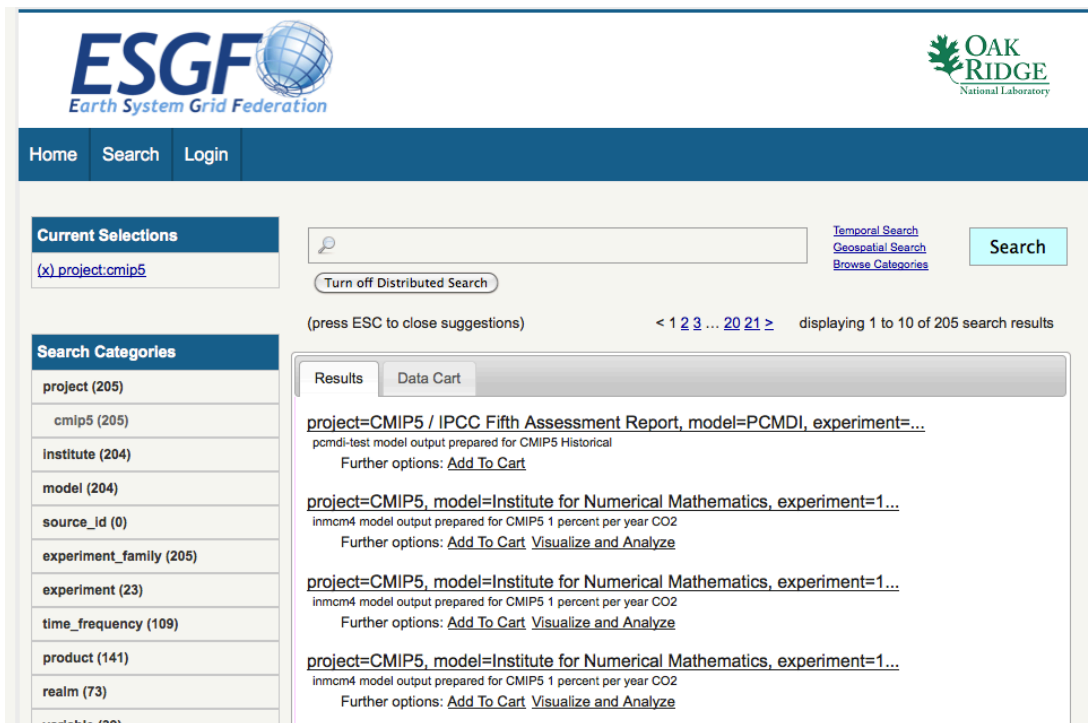 ESGF
Earth System Grid Federation
OAK
RIDGE
National Laboratory
Home Search Login
Current Selections
(x) project:cmip5
Temporal Search
Geospatial Search
Browse Categories
Search
Turn off Distributed Search
(press ESC to close suggestions)
< 1 2 3 ... 20 21 >
displaying 1 to 10 of 205 search results
Search Categories
project (205)
cmip5 (205)
institute (204)
model (204)
source_id (0)
experiment_family (205)
experiment (23)
time_frequency (109)
product (141)
realm (73)
Results Data Cart
project=CMIP5 / IPCC Fifth Assessment Report, model=PCMDI, experiment=...
pcmdi-test model output prepared for CMIP5 Historical
Further options: Add To Cart
project=CMIP5, model=Institute for Numerical Mathematics, experiment=1...
inmcm4 model output prepared for CMIP5 1 percent per year CO2
Further options: Add To Cart Visualize and Analyze
project=CMIP5, model=Institute for Numerical Mathematics, experiment=1...
inmcm4 model output prepared for CMIP5 1 percent per year CO2
Further options: Add To Cart Visualize and Analyze
project=CMIP5, model=Institute for Numerical Mathematics, experiment=1...
inmcm4 model output prepared for CMIP5 1 percent per year CO2
Further options: Add To Cart Visualize and Analyze